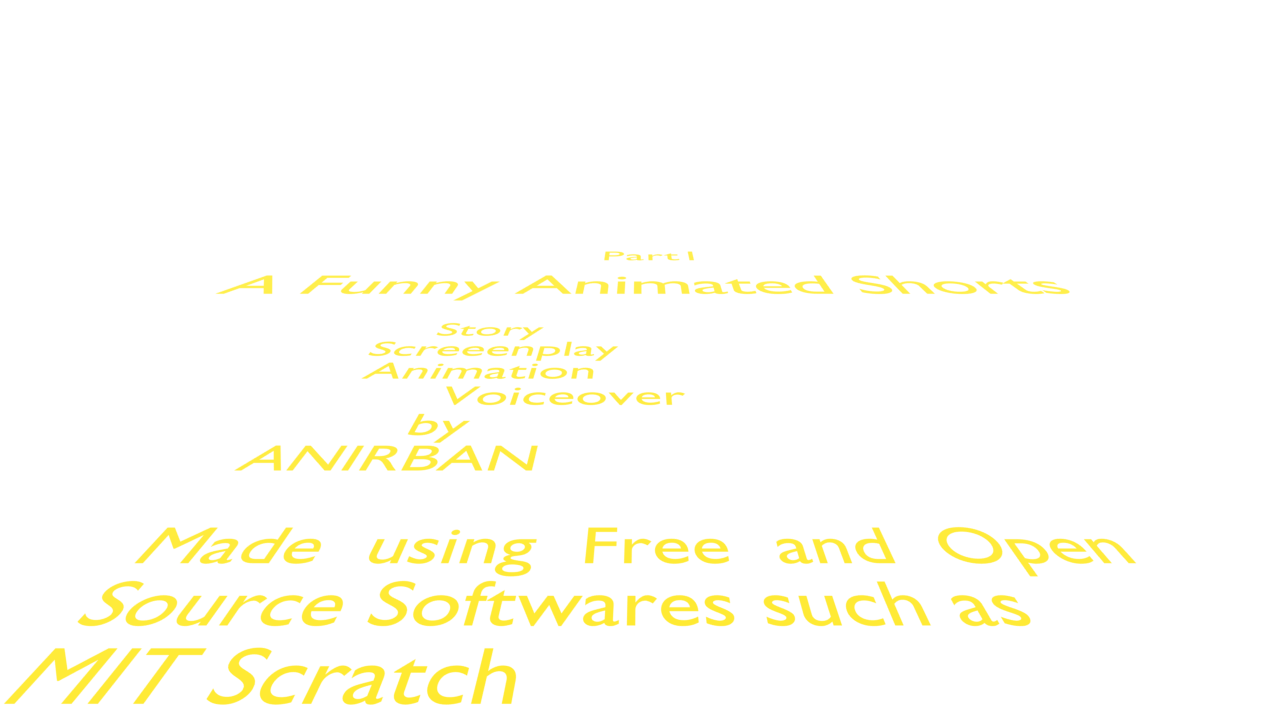 Part I
A Funny Animated Shorts
Story
Screeenplay
Animation
Voiceover
by
ANIRBAN
Made using Free and Open
Source Softwares such as
MIT Scratch